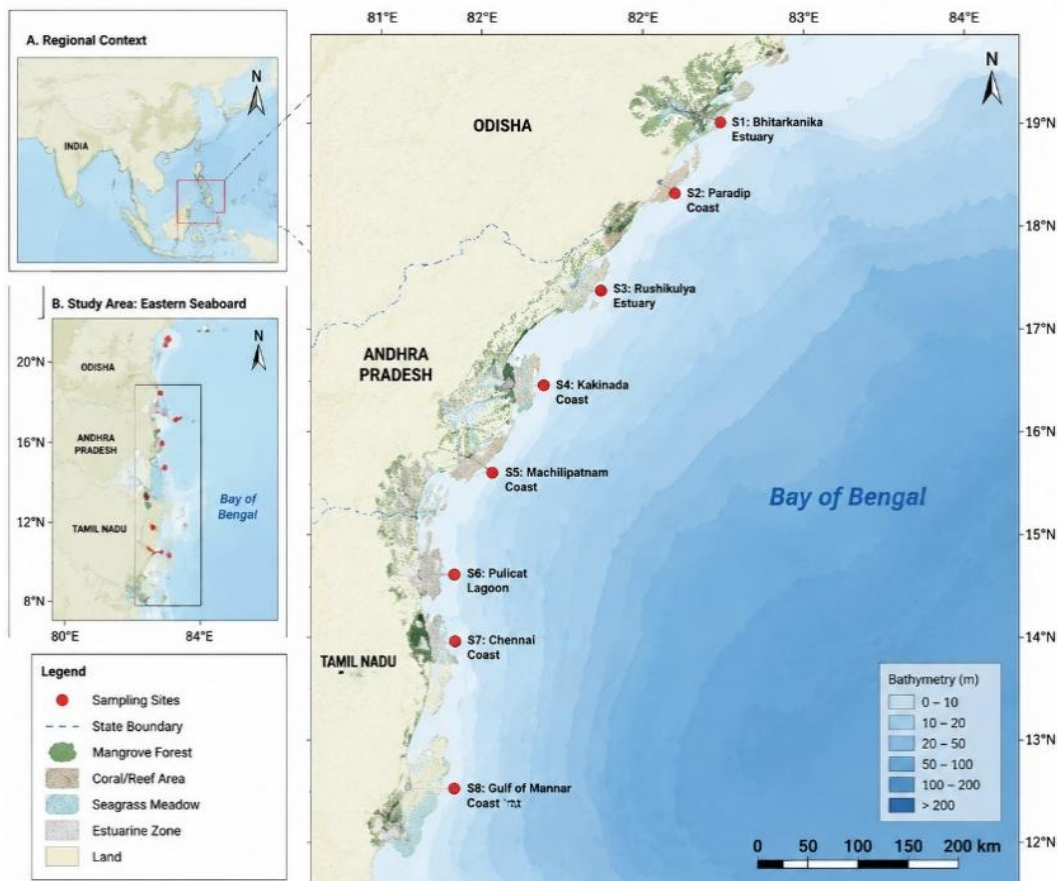 A. Regional Context
N
INDIA
B. Study Area: Eastern Seaboard
N
20°N
16°N
12°N
8°N
ODISHA
ANDHRA
PRADESH
TAMIL NADU
Bay of
Bengal
80°E
84°E
Legend
Sampling Sites
State Boundary
Mangrove Forest
Coral/Reef Area
Seagrass Meadow
Estuarine Zone
Land
81°E
82°E
82°E
83°E
84°E
N
ODISHA
ANDHRA
PRADESH
TAMIL NADU
S1: Bhitarkanika
Estuary
S2: Paradip
Coast
S3: Rushikulya
Estuary
S4: Kakinada
Coast
S5: Machilipatnam
Coast
S6: Pulicat
Lagoon
S7: Chennai
Coast
S8: Gulf of Mannar
Coast
Bay of Bengal
19°N
18°N
17°N
16°N
15°N
14°N
13°N
12°N
Bathymetry (m)
0 – 10
10 – 20
20 – 50
50 – 100
100 – 200
> 200
0 50 100 150 200 km
81°E
82°E
83°E
84°E